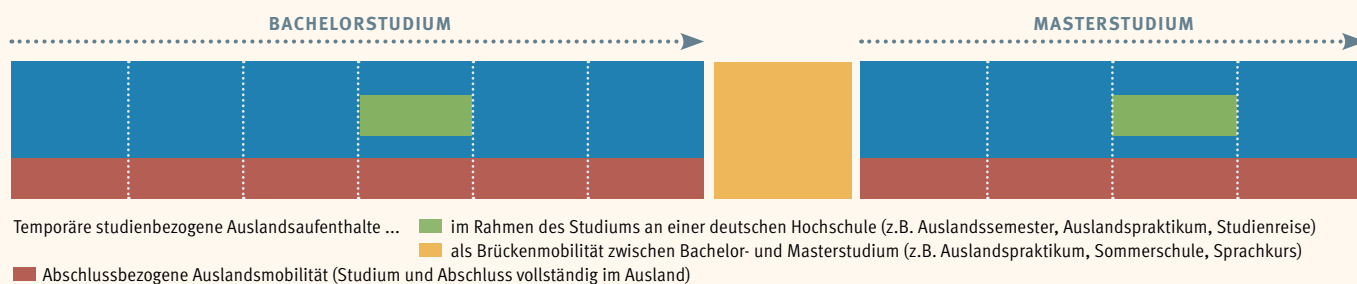 BACHELORSTUDIUM
MASTERSTUDIUM
Temporäre studienbezogene Auslandsaufenthalte ... im Rahmen des Studiums an einer deutschen Hochschule (z.B. Auslandssemester, Auslandspraktikum, Studienreise)
als Brückenmobilität zwischen Bachelor- und Masterstudium (z.B. Auslandspraktikum, Sommerschule, Sprachkurs)
Abschlussbezogene Auslandsmobilität (Studium und Abschluss vollständig im Ausland)